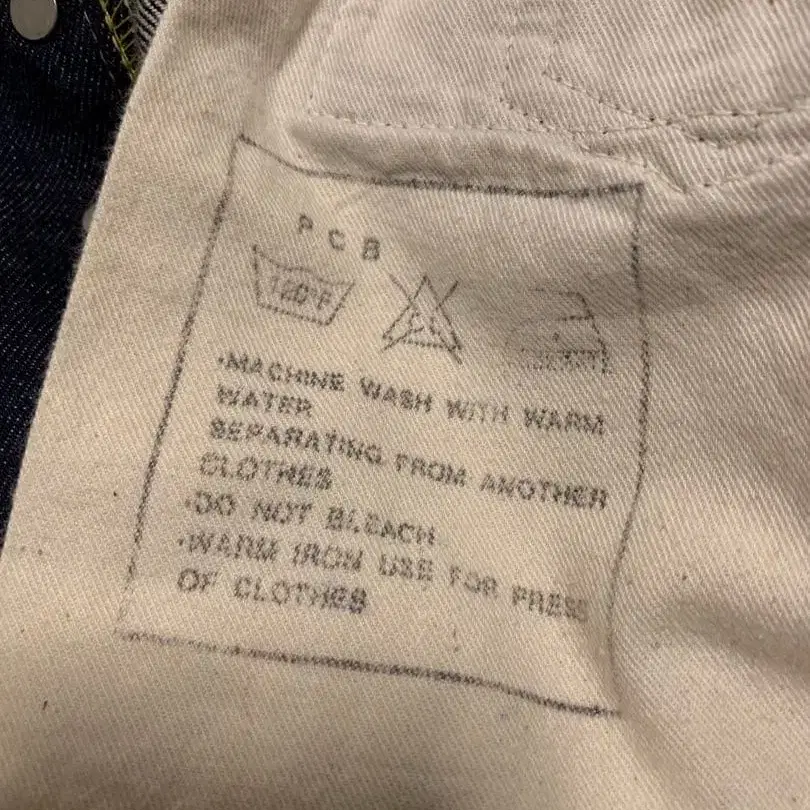 P C B
120°F
CL
·MACHINE WASH WITH WARM
WATER
SEPARATING FROM ANOTHER
CLOTHES
·DO NOT BLEACH
·WARM IRON USE FOR PRESS
OF CLOTHES